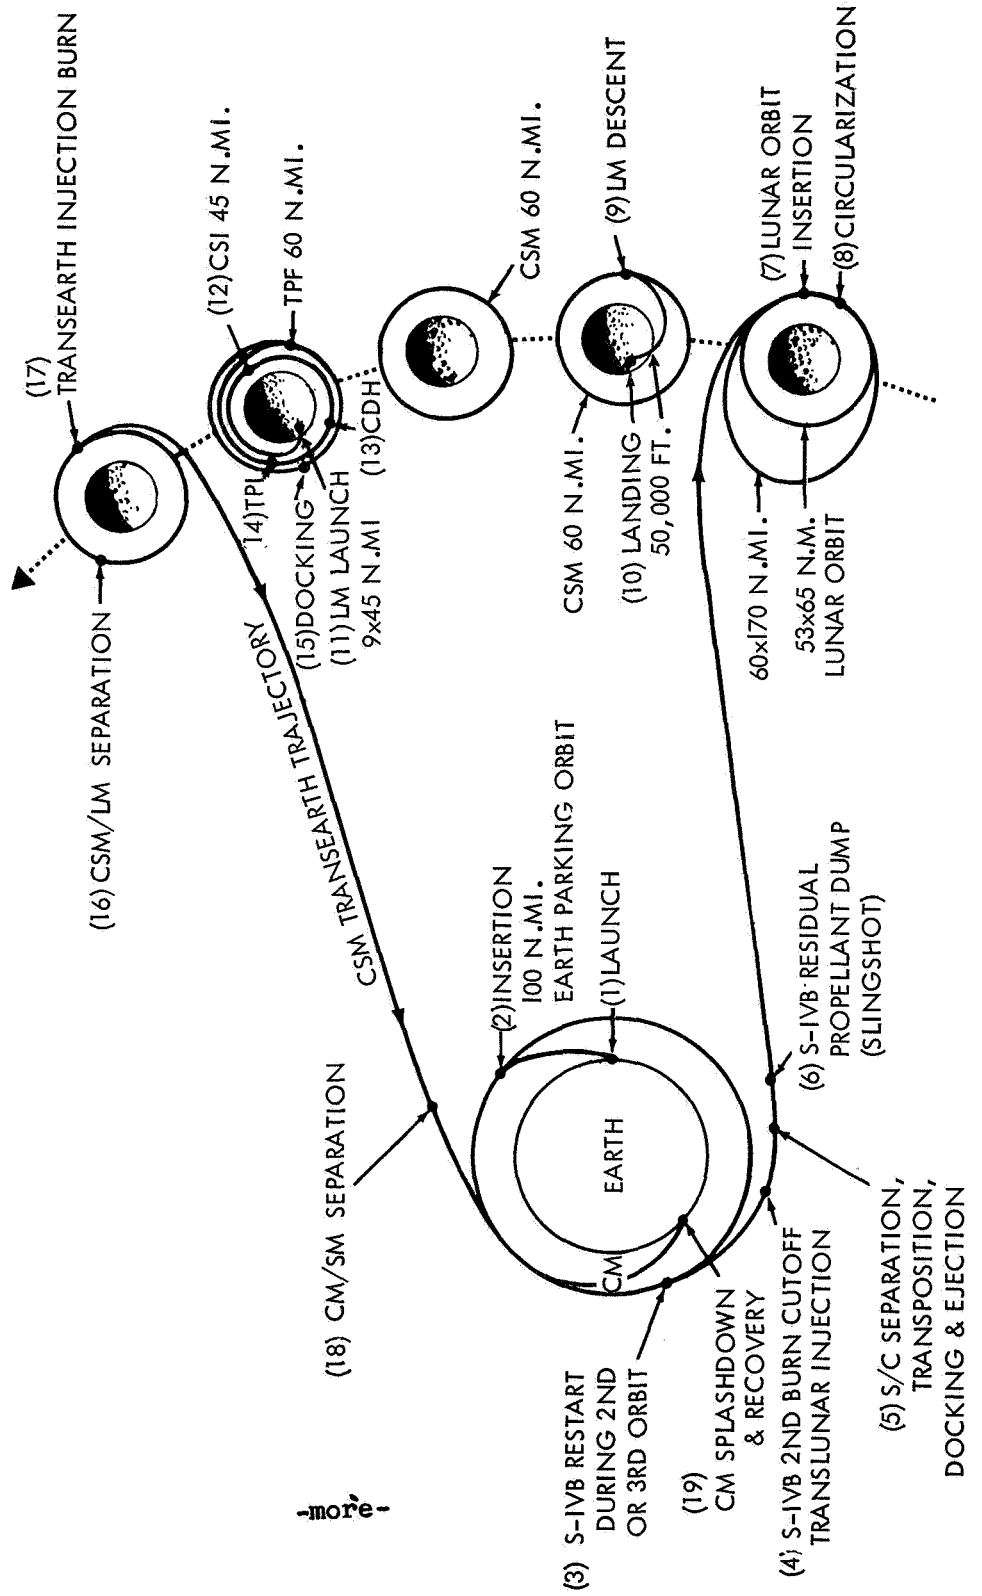 (1) LAUNCH
(2) INSERTION
100 N.MI.
EARTH PARKING ORBIT
(3) S-IVB RESTART
DURING 2ND
OR 3RD ORBIT
(4) S-IVB 2ND BURN CUTOFF
TRANSLUNAR INJECTION
(5) S/C SEPARATION,
TRANSPOSITION,
DOCKING & EJECTION
(6) S-IVB RESIDUAL
PROPELLANT DUMP
(SLINGSHOT)
(7) LUNAR ORBIT
INSERTION
(8) CIRCULARIZATION
60x170 N.MI.
53x65 N.M.
LUNAR ORBIT
(9) LM DESCENT
CSM 60 N.MI.
(10) LANDING
50,000 FT.
CSM 60 N.MI.
(11) LM LAUNCH
9x45 N.MI
(12) CSI 45 N.MI.
TPF 60 N.MI.
(13) CDH
14) TPI
(15) DOCKING
(16) CSM/LM SEPARATION
(17)
TRANSEARTH INJECTION BURN
CSM TRANSEARTH TRAJECTORY
(18) CM/SM SEPARATION
(19)
CM SPLASHDOWN
& RECOVERY
EARTH
CM
-more-